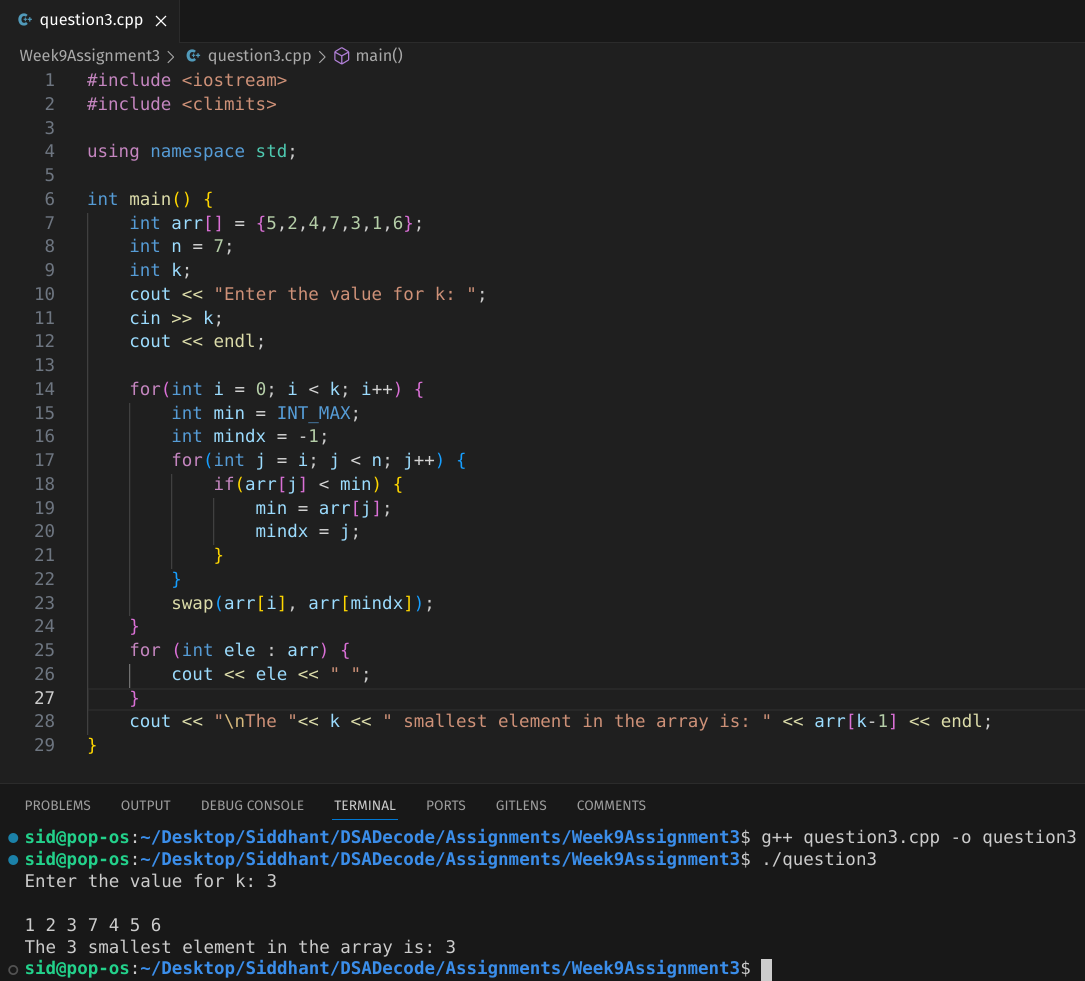 question3.cpp
Week9Assignment3 > question3.cpp > main()
1 #include <iostream>
2 #include <climits>
3
4 using namespace std;
5
6 int main() {
7     int arr[] = {5,2,4,7,3,1,6};
8     int n = 7;
9     int k;
10     cout << "Enter the value for k: ";
11     cin >> k;
12     cout << endl;
13
14     for(int i = 0; i < k; i++) {
15         int min = INT_MAX;
16         int mindx = -1;
17         for(int j = i; j < n; j++) {
18             if(arr[j] < min) {
19                 min = arr[j];
20                 mindx = j;
21             }
22         }
23         swap(arr[i], arr[mindx]);
24     }
25     for (int ele : arr) {
26         cout << ele << " ";
27     }
28     cout << "\nThe "<< k << " smallest element in the array is: " << arr[k-1] << endl;
29 }
PROBLEMS OUTPUT DEBUG CONSOLE TERMINAL PORTS GITLENS COMMENTS
sid@pop-os:~/Desktop/Siddhant/DSADecode/Assignments/Week9Assignment3$ g++ question3.cpp -o question3
sid@pop-os:~/Desktop/Siddhant/DSADecode/Assignments/Week9Assignment3$ ./question3
Enter the value for k: 3

1 2 3 7 4 5 6
The 3 smallest element in the array is: 3
sid@pop-os:~/Desktop/Siddhant/DSADecode/Assignments/Week9Assignment3$